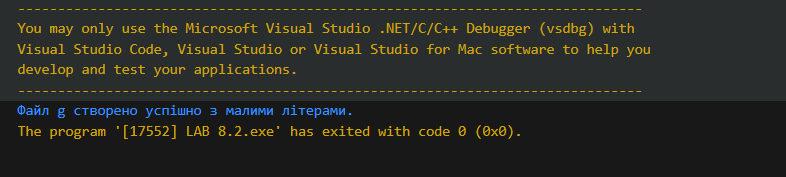 -----------------------------------------------------------------------------
You may only use the Microsoft Visual Studio .NET/C/C++ Debugger (vsdbg) with
Visual Studio Code, Visual Studio or Visual Studio for Mac software to help you
develop and test your applications.
-----------------------------------------------------------------------------
Файл g створено успішно з малими літерами.
The program '[17552] LAB 8.2.exe' has exited with code 0 (0x0).